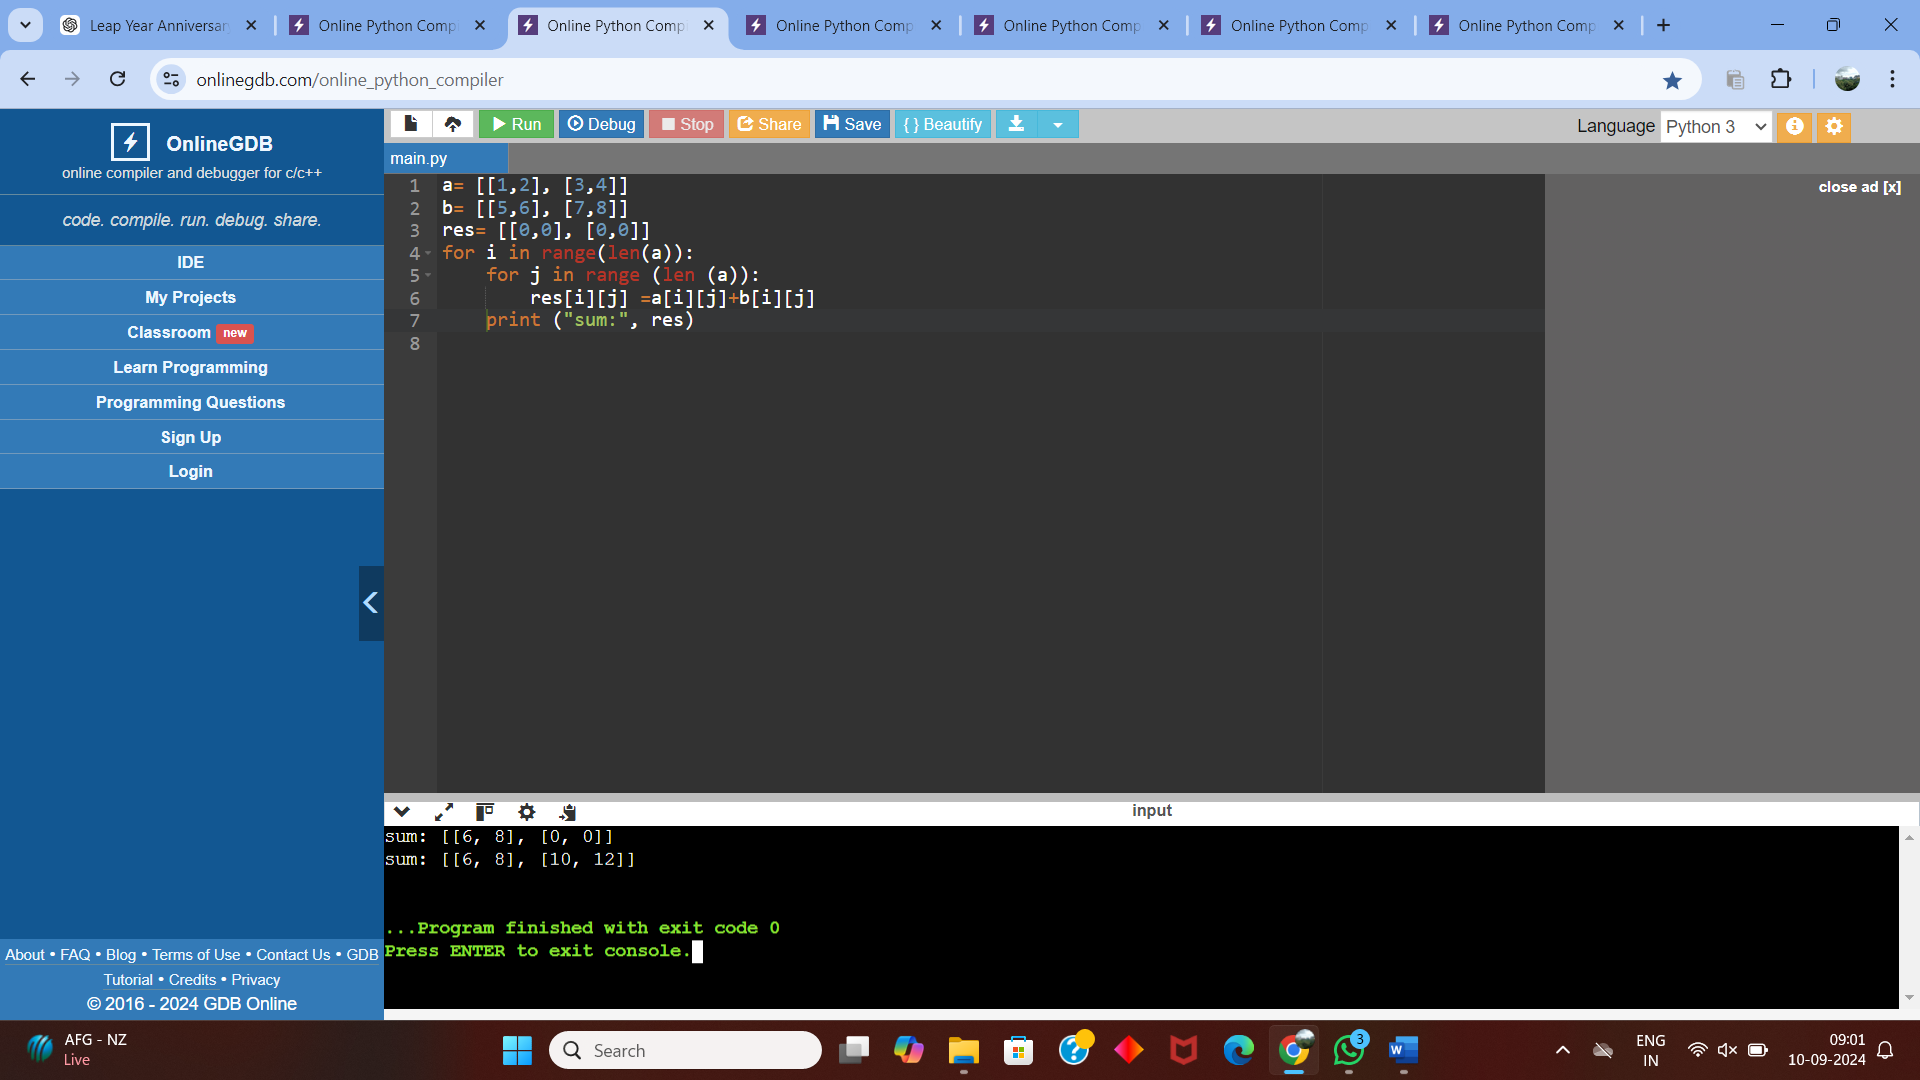 Leap Year Anniversar
Online Python Comp
Online Python Compi
Online Python Comp
Online Python Comp
Online Python Comp
Online Python Comp
onlinegdb.com/online_python_compiler
OnlineGDB
online compiler and debugger for c/c++
code. compile. run. debug. share.
IDE
My Projects
Classroom new
Learn Programming
Programming Questions
Sign Up
Login
About • FAQ • Blog • Terms of Use • Contact Us • GDB
Tutorial • Credits • Privacy
© 2016 - 2024 GDB Online
Run Debug Stop Share Save { } Beautify
Language Python 3
main.py
close ad [x]
1 a= [[1,2], [3,4]]
2 b= [[5,6], [7,8]]
3 res= [[0,0], [0,0]]
4 for i in range(len(a)):
5     for j in range (len (a)):
6         res[i][j] =a[i][j]+b[i][j]
7     print ("sum:", res)
8
input
sum: [[6, 8], [0, 0]]
sum: [[6, 8], [10, 12]]
...Program finished with exit code 0
Press ENTER to exit console.
AFG - NZ
Live
Search
3
ENG
IN
09:01
10-09-2024